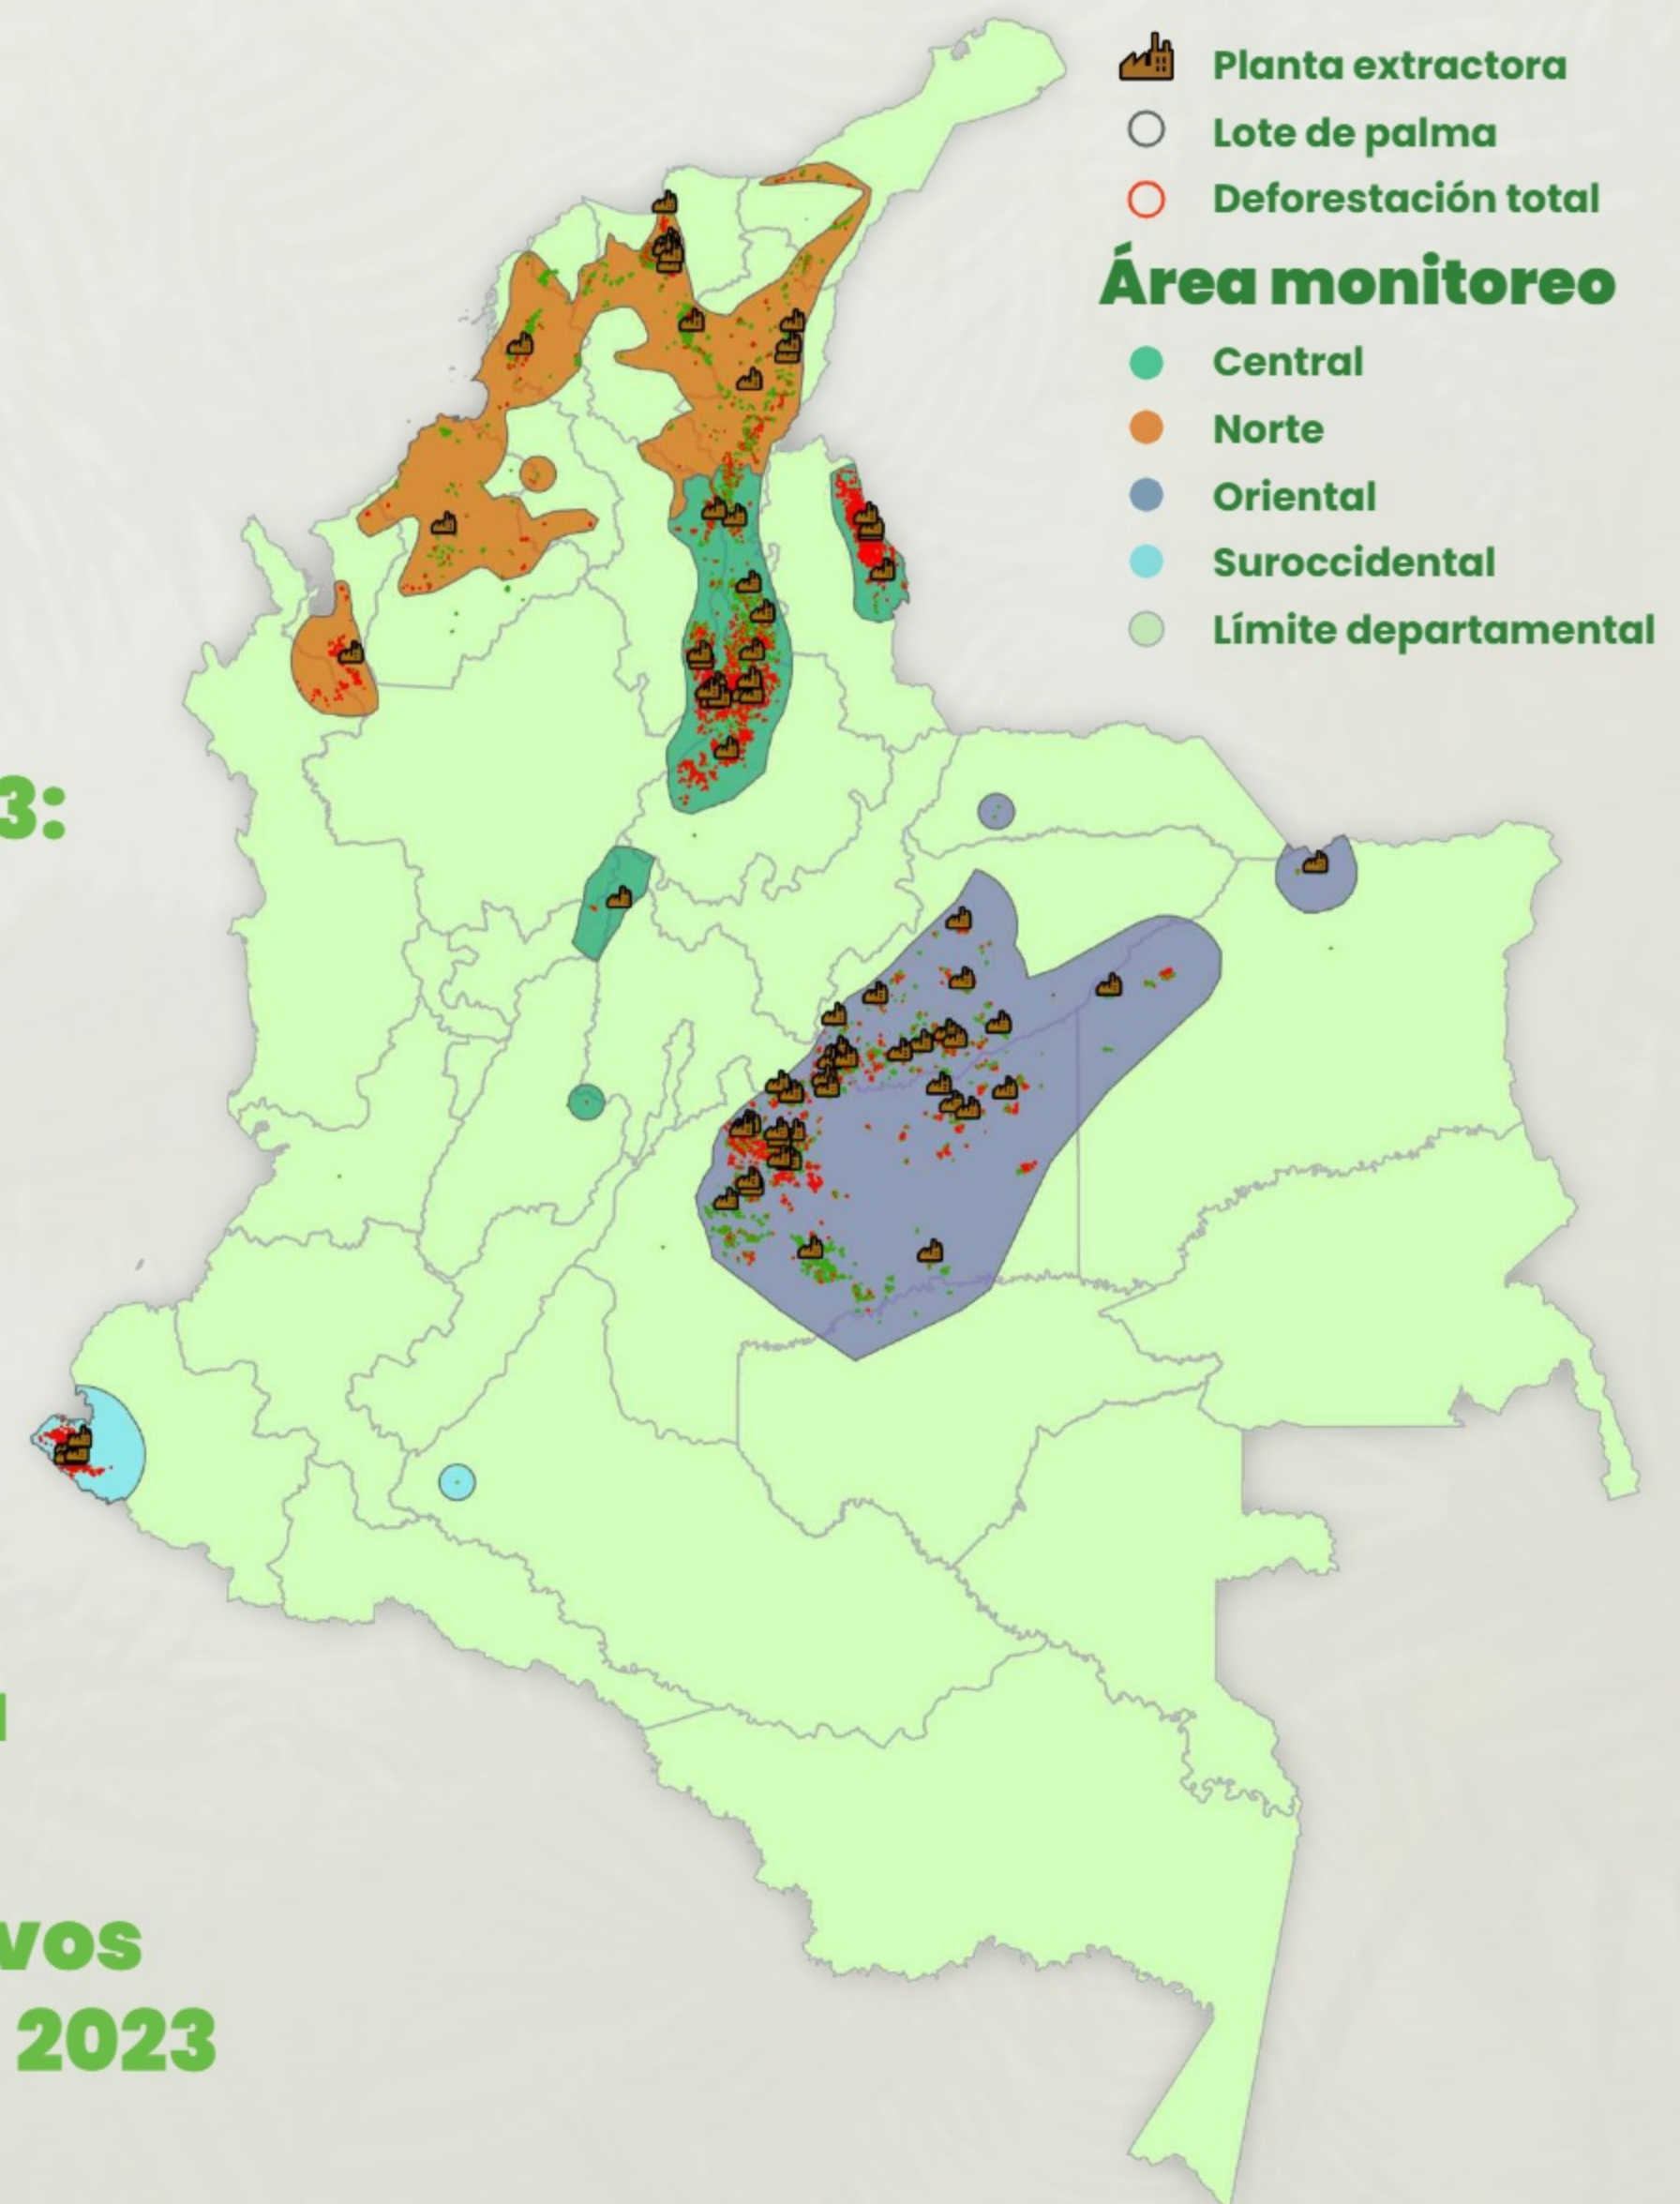 Planta extractora
Lote de palma
Deforestación total
Área monitoreo
Central
Norte
Oriental
Suroccidental
Límite departamental
3:
vos
2023